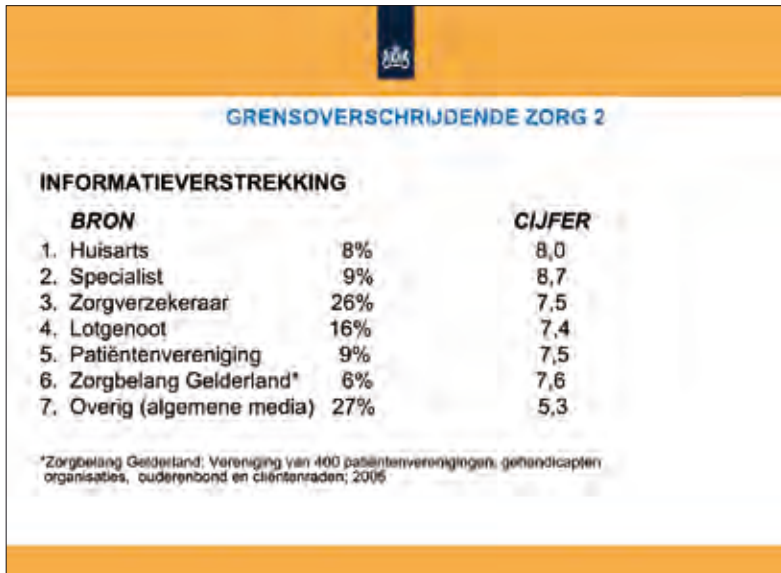 GRENSOVERSCHRIJDENDE ZORG 2
INFORMATIEVERSTREKKING
BRON CIJFER
1. Huisarts 8% 8,0
2. Specialist 9% 8,7
3. Zorgverzekeraar 26% 7,5
4. Lotgenoot 16% 7,4
5. Patiëntenvereniging 9% 7,5
6. Zorgbelang Gelderland* 6% 7,6
7. Overig (algemene media) 27% 5,3
*Zorgbelang Gelderland: Vereniging van 400 patiëntenverenigingen, gehandicapten
organisaties, ouderenbond en cliëntenraden; 2006